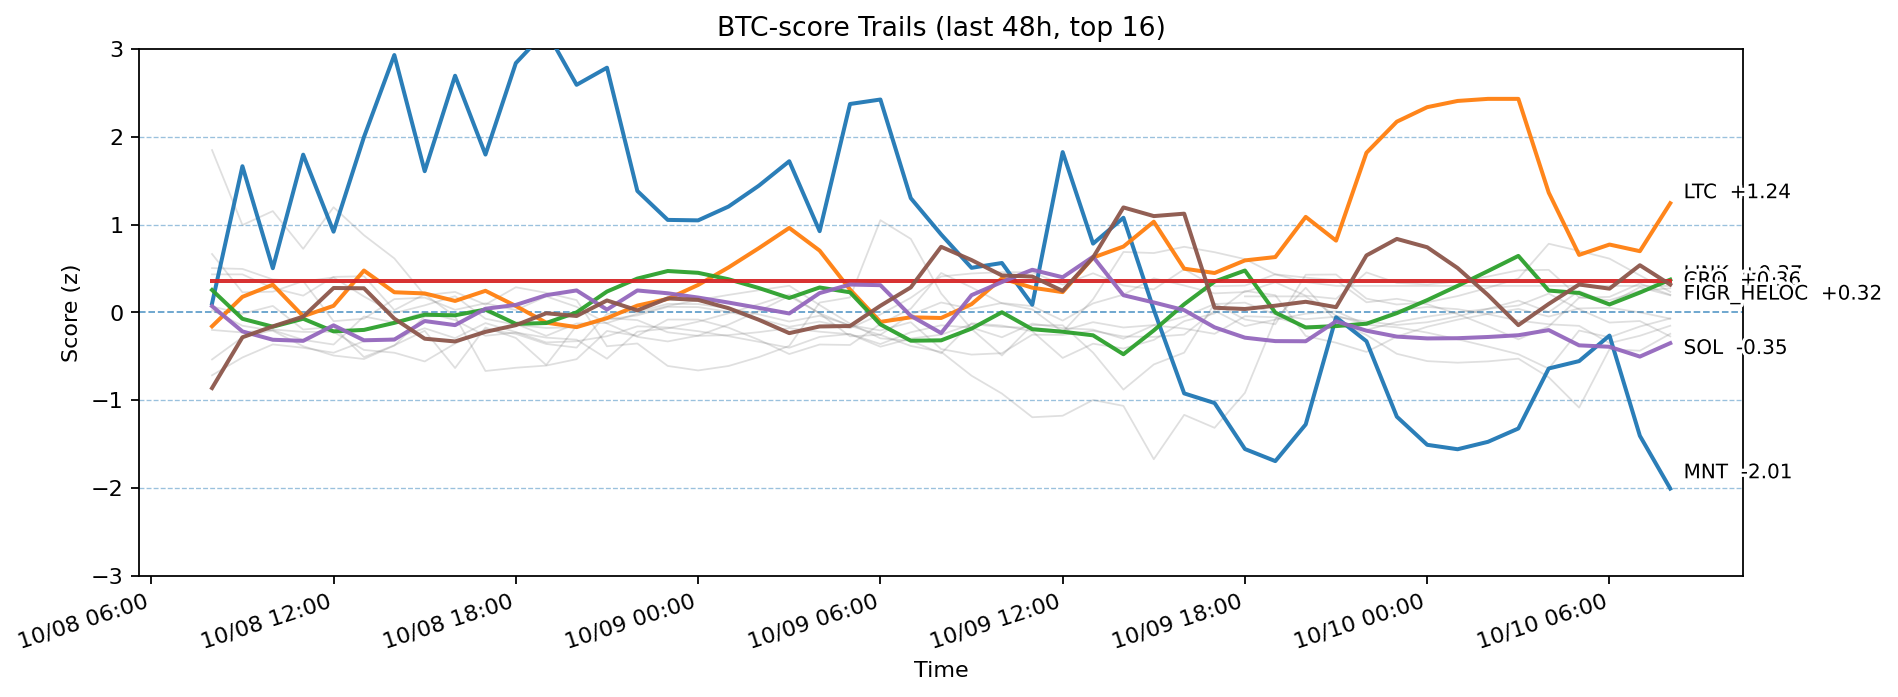 BTC-score Trails (last 48h, top 16)
Score (z)
3
2
1
0
−1
−2
−3
LTC +1.24
CRO +0.36
FIGR_HELOC +0.32
SOL -0.35
MNT -2.01
10/08 06:00
10/08 12:00
10/08 18:00
10/09 00:00
10/09 06:00
10/09 12:00
10/09 18:00
10/10 00:00
10/10 06:00
Time